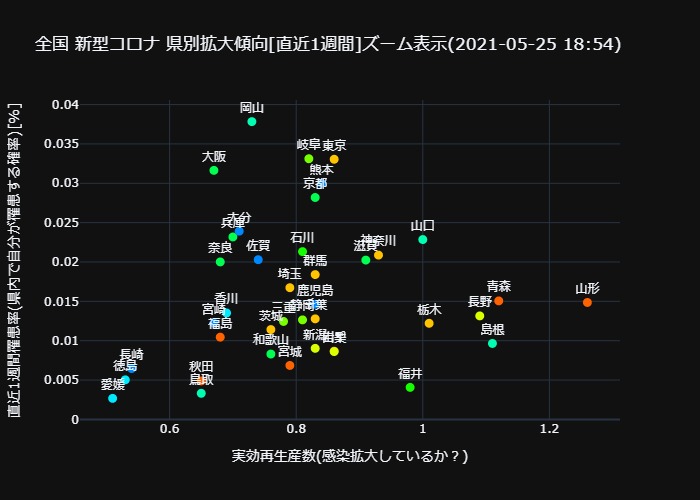 全国 新型コロナ 県別拡大傾向[直近1週間]ズーム表示(2021-05-25 18:54)
直近1週間罹患率(県内で自分が罹患する確率)[%]
0.04
0.035
0.03
0.025
0.02
0.015
0.01
0.005
0
岡山
大阪
岐阜
東京
熊本
京都
大分
兵庫
山口
奈良
佐賀
石川
滋賀
神奈川
群馬
埼玉
鹿児島
青森
山形
香川
宮崎
福島
三重
静岡
千葉
茨城
長野
栃木
和歌山
新潟
島根
宮城
長崎
徳島
愛媛
秋田
鳥取
福井
0.6
0.8
1
1.2
実効再生産数(感染拡大しているか？)